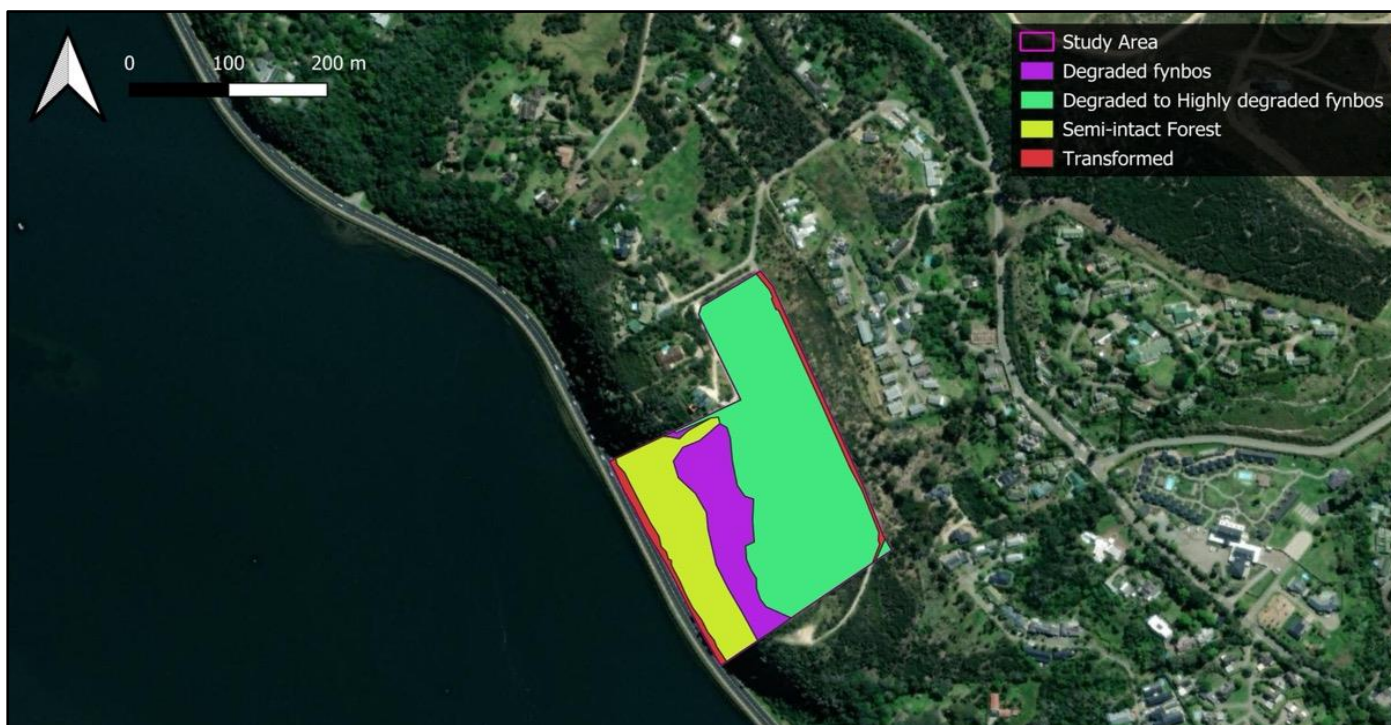 0 100 200 m
Study Area
Degraded fynbos
Degraded to Highly degraded fynbos
Semi-intact Forest
Transformed